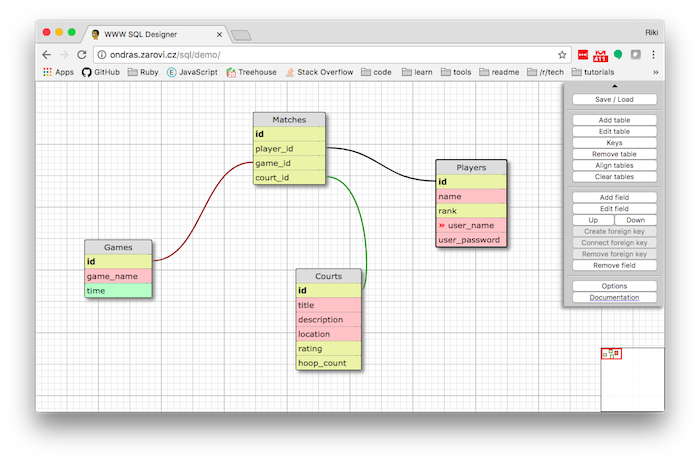 WWW SQL Designer
Riki
ondras.zarovi.cz/sql/demo/
411
Apps GitHub Ruby JavaScript Treehouse Stack Overflow code learn tools readme /r/tech tutorials »
Matches
id
player_id
game_id
court_id
Players
id
name
rank
» user_name
user_password
Games
id
game_name
time
Courts
id
title
description
location
rating
hoop_count
Save / Load
Add table
Edit table
Keys
Remove table
Align tables
Clear tables
Add field
Edit field
Up Down
Create foreign key
Connect foreign key
Remove foreign key
Remove field
Options
Documentation